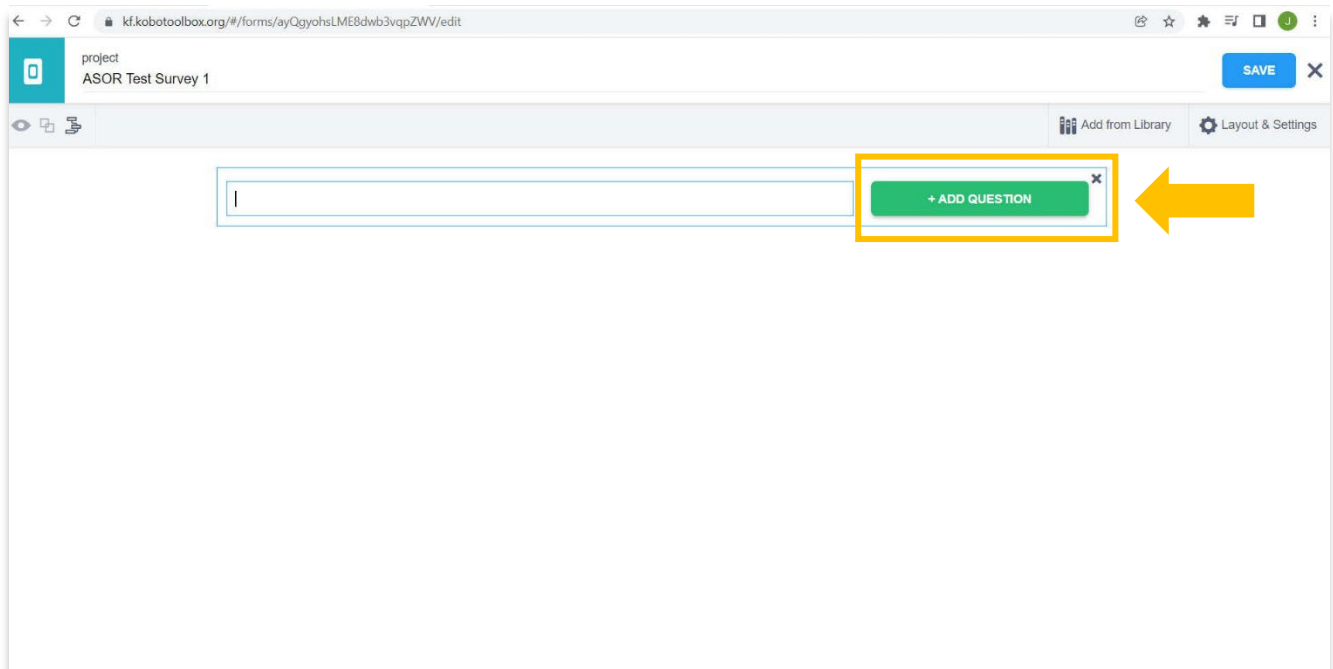 kf.kobotoolbox.org/#/forms/ayQgyohsLME8dwb3vqpZWV/edit
J
project
ASOR Test Survey 1
SAVE
Add from Library
Layout & Settings
+ ADD QUESTION